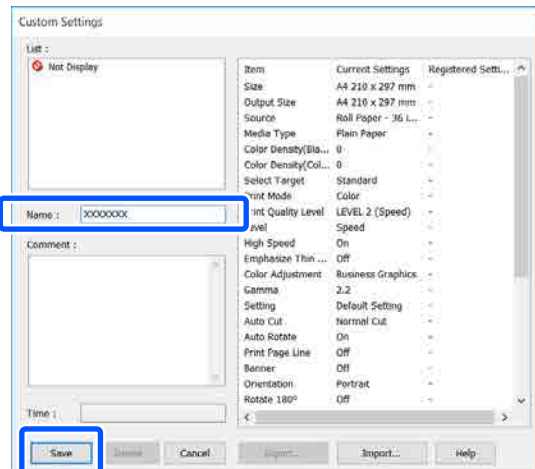 Custom Settings
List :
Not Display
Item Current Settings Registered Setti...
Size A4 210 x 297 mm -
Output Size A4 210 x 297 mm -
Source Roll Paper - 36 i... -
Media Type Plain Paper -
Color Density(Bla... 0 -
Color Density(Col... 0 -
Select Target Standard -
Print Mode Color -
Name : XXXXXXX
rint Quality Level LEVEL 2 (Speed) -
Level Speed -
Comment :
High Speed On -
Emphasize Thin ... Off -
Color Adjustment Business Graphics -
Gamma 2.2 -
Setting Default Setting -
Auto Cut Normal Cut -
Auto Rotate On -
Print Page Line Off -
Banner Off -
Orientation Portrait -
Rotate 180° Off -
Time :
Save Delete Cancel Export... Import... Help